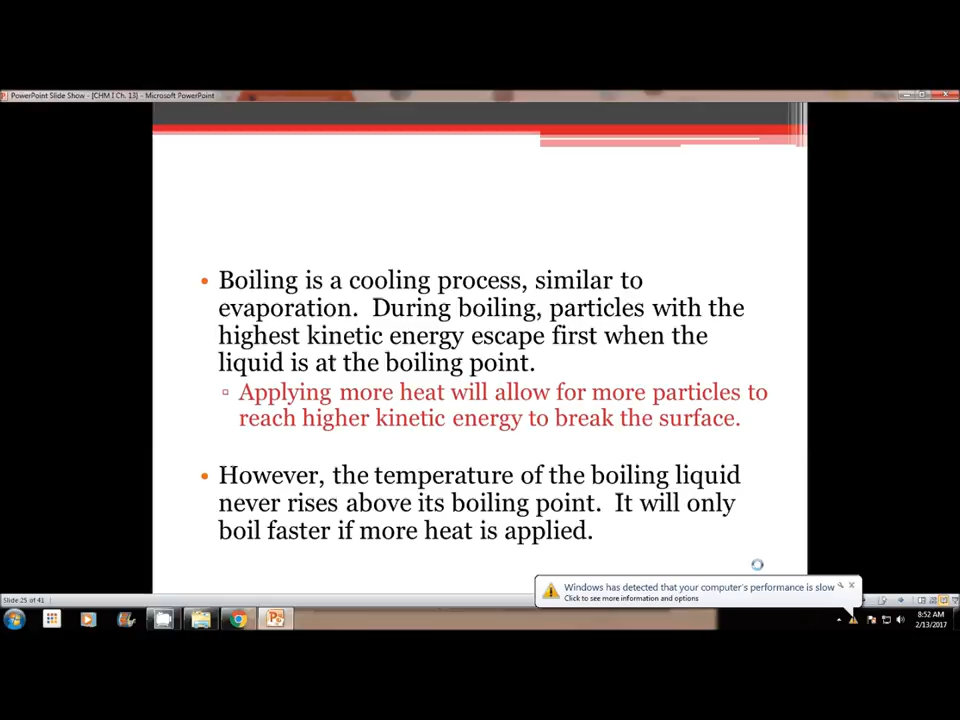 PowerPoint Slide Show - [CHM I Ch. 13] - Microsoft PowerPoint
• Boiling is a cooling process, similar to
evaporation. During boiling, particles with the
highest kinetic energy escape first when the
liquid is at the boiling point.
▫ Applying more heat will allow for more particles to
reach higher kinetic energy to break the surface.
• However, the temperature of the boiling liquid
never rises above its boiling point. It will only
boil faster if more heat is applied.
Windows has detected that your computer's performance is slow
Click to see more information and options
Slide 25 of 41
8:52 AM
2/13/2017